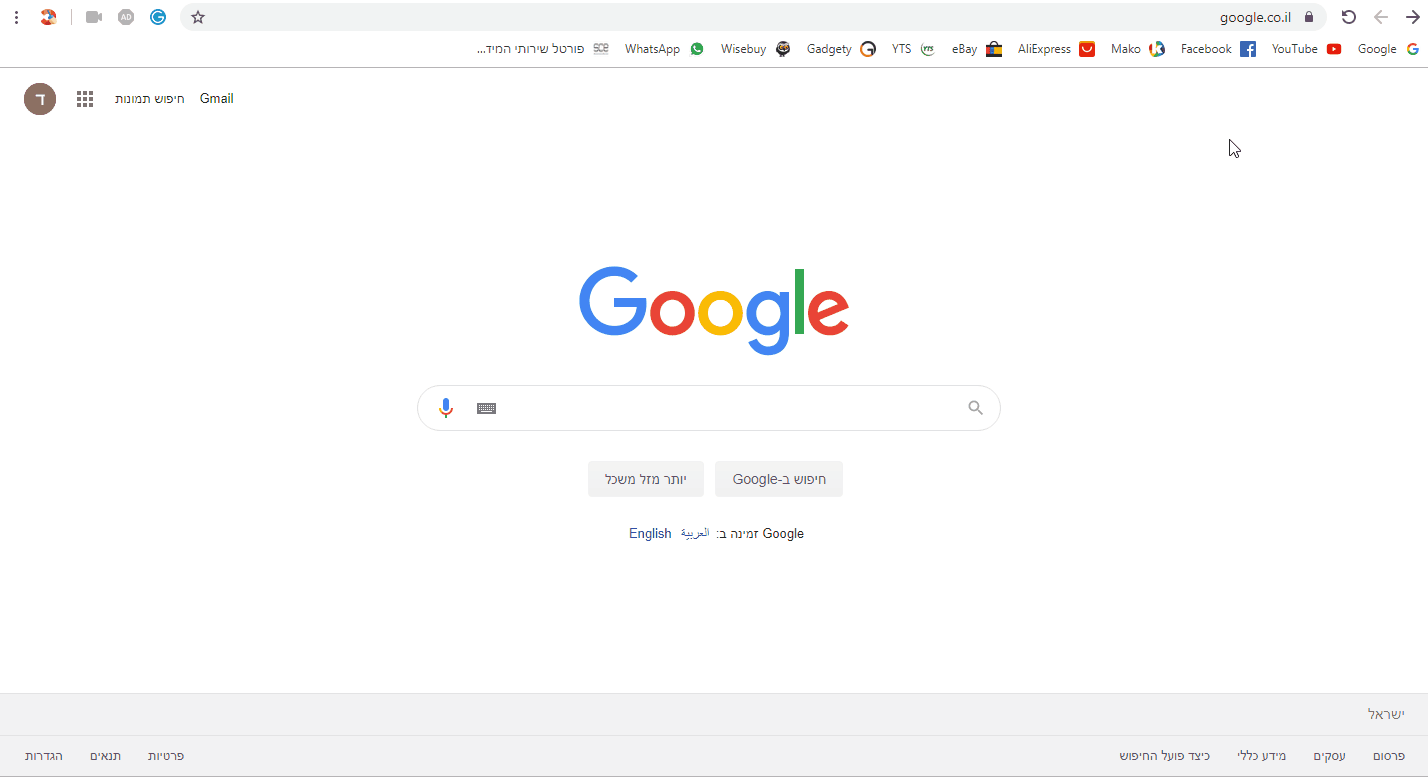 google.co.il
Google YouTube Facebook Mako AliExpress eBay YTS Gadgety Wisebuy WhatsApp פורטל שירותי המיד...
Gmail חיפוש תמונות
ד
Google
חיפוש ב-Google יותר מזל משכל
Google זמינה ב: العربية English
ישראל
פרסום עסקים מידע כללי כיצד פועל החיפוש פרטיות תנאים הגדרות